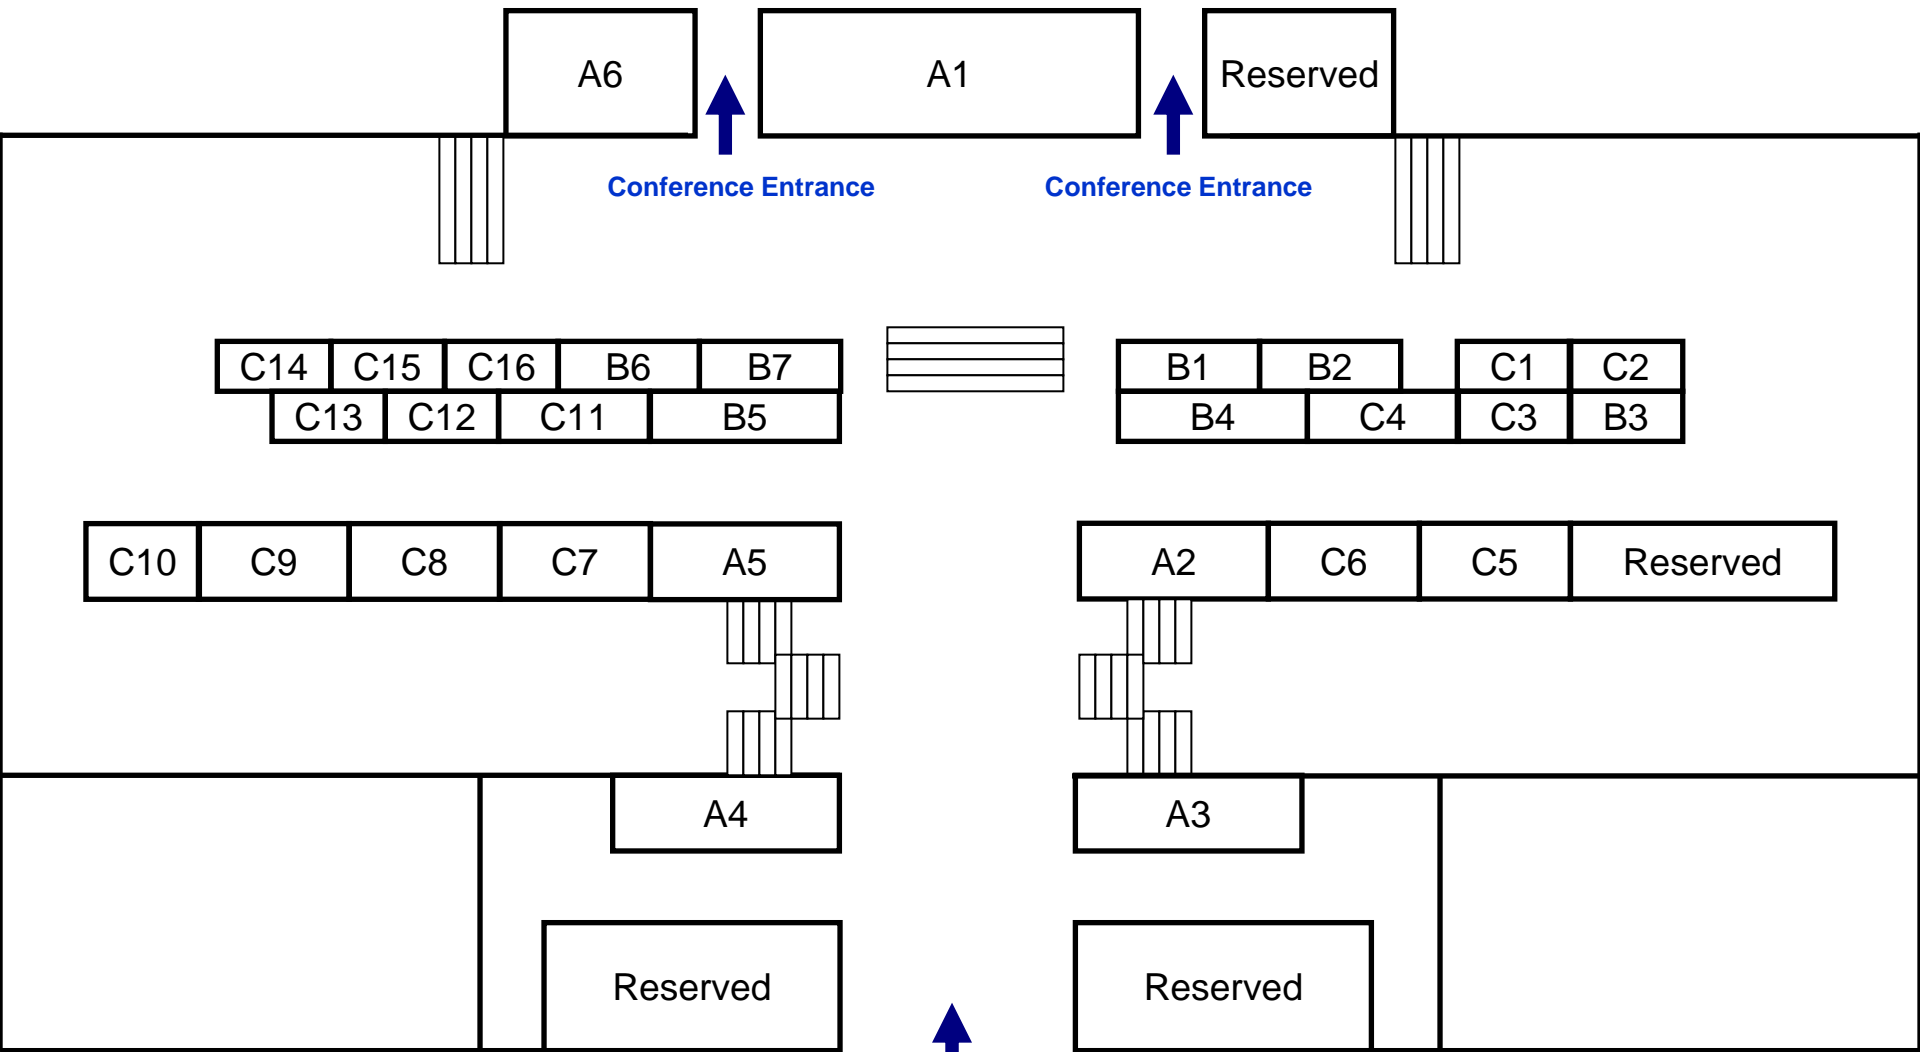 A6 A1 Reserved
Conference Entrance Conference Entrance
C14 C15 C16 B6 B7 B1 B2 C1 C2
C13 C12 C11 B5 B4 C4 C3 B3
C10 C9 C8 C7 A5 A2 C6 C5 Reserved
A4 A3
Reserved Reserved